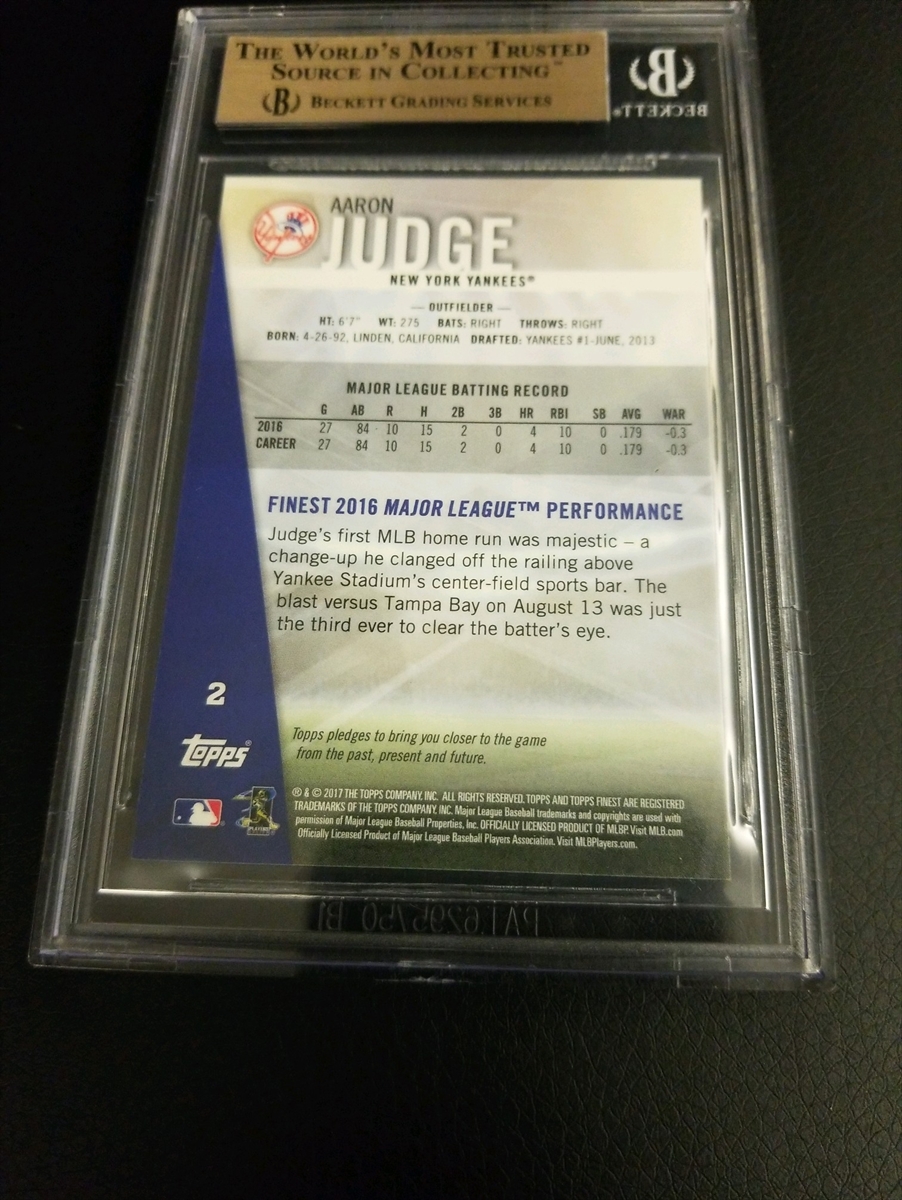 THE WORLD'S MOST TRUSTED
SOURCE IN COLLECTING™
B BECKETT GRADING SERVICES
B
BECKETT®
AARON
JUDGE
NEW YORK YANKEES®
— OUTFIELDER —
HT: 6'7" WT: 275 BATS: RIGHT THROWS: RIGHT
BORN: 4-26-92, LINDEN, CALIFORNIA DRAFTED: YANKEES #1-JUNE, 2013
MAJOR LEAGUE BATTING RECORD
G AB R H 2B 3B HR RBI SB AVG WAR
2016 27 84 10 15 2 0 4 10 0 .179 -0.3
CAREER 27 84 10 15 2 0 4 10 0 .179 -0.3
FINEST 2016 MAJOR LEAGUE™ PERFORMANCE
Judge's first MLB home run was majestic – a
change-up he clanged off the railing above
Yankee Stadium's center-field sports bar. The
blast versus Tampa Bay on August 13 was just
the third ever to clear the batter's eye.
2
topps®
Topps pledges to bring you closer to the game
from the past, present and future.
® & © 2017 THE TOPPS COMPANY, INC. ALL RIGHTS RESERVED. TOPPS AND TOPPS FINEST ARE REGISTERED
TRADEMARKS OF THE TOPPS COMPANY, INC. Major League Baseball trademarks and copyrights are used with
permission of Major League Baseball Properties, Inc. OFFICIALLY LICENSED PRODUCT OF MLBP. Visit MLB.com
Officially Licensed Product of Major League Baseball Players Association. Visit MLBPlayers.com.